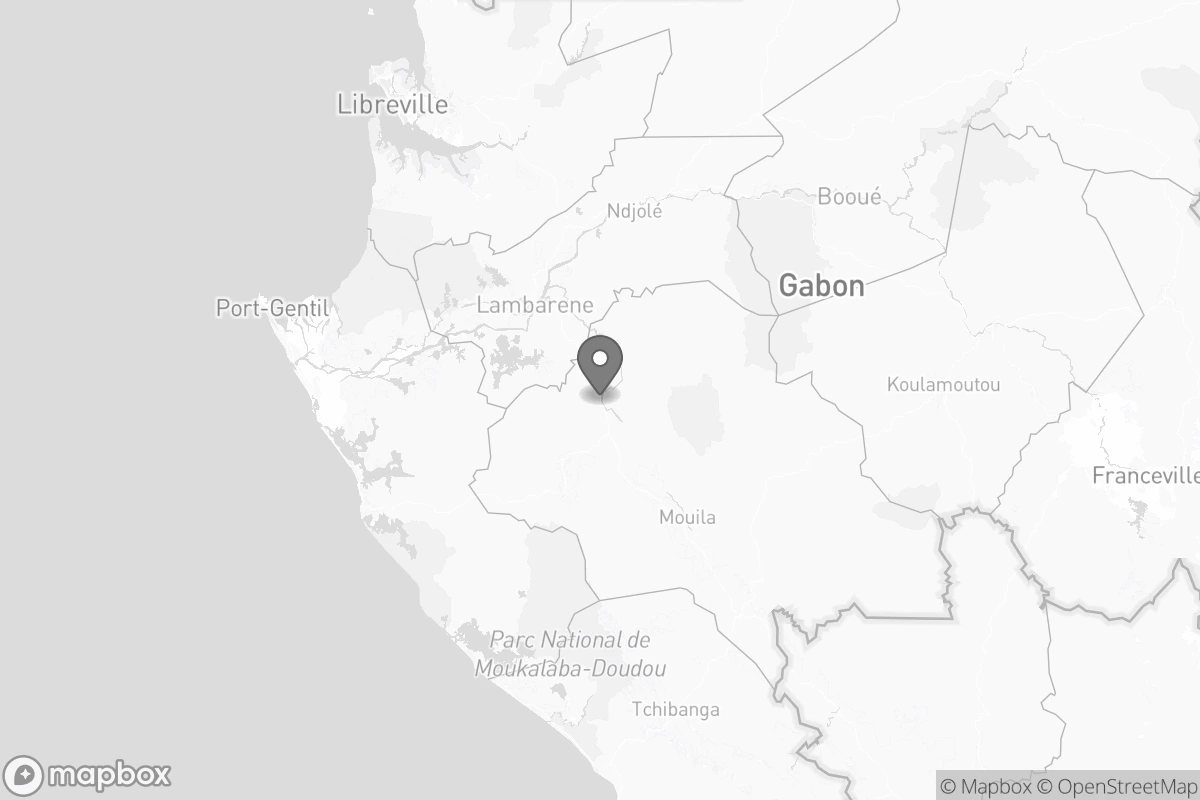 Libreville
Booué
Ndjolé
Gabon
Lambarene
Port-Gentil
Koulamoutou
Franceville
Mouila
Parc National de
Moukalaba-Doudou
Tchibanga
mapbox
© Mapbox © OpenStreetMap